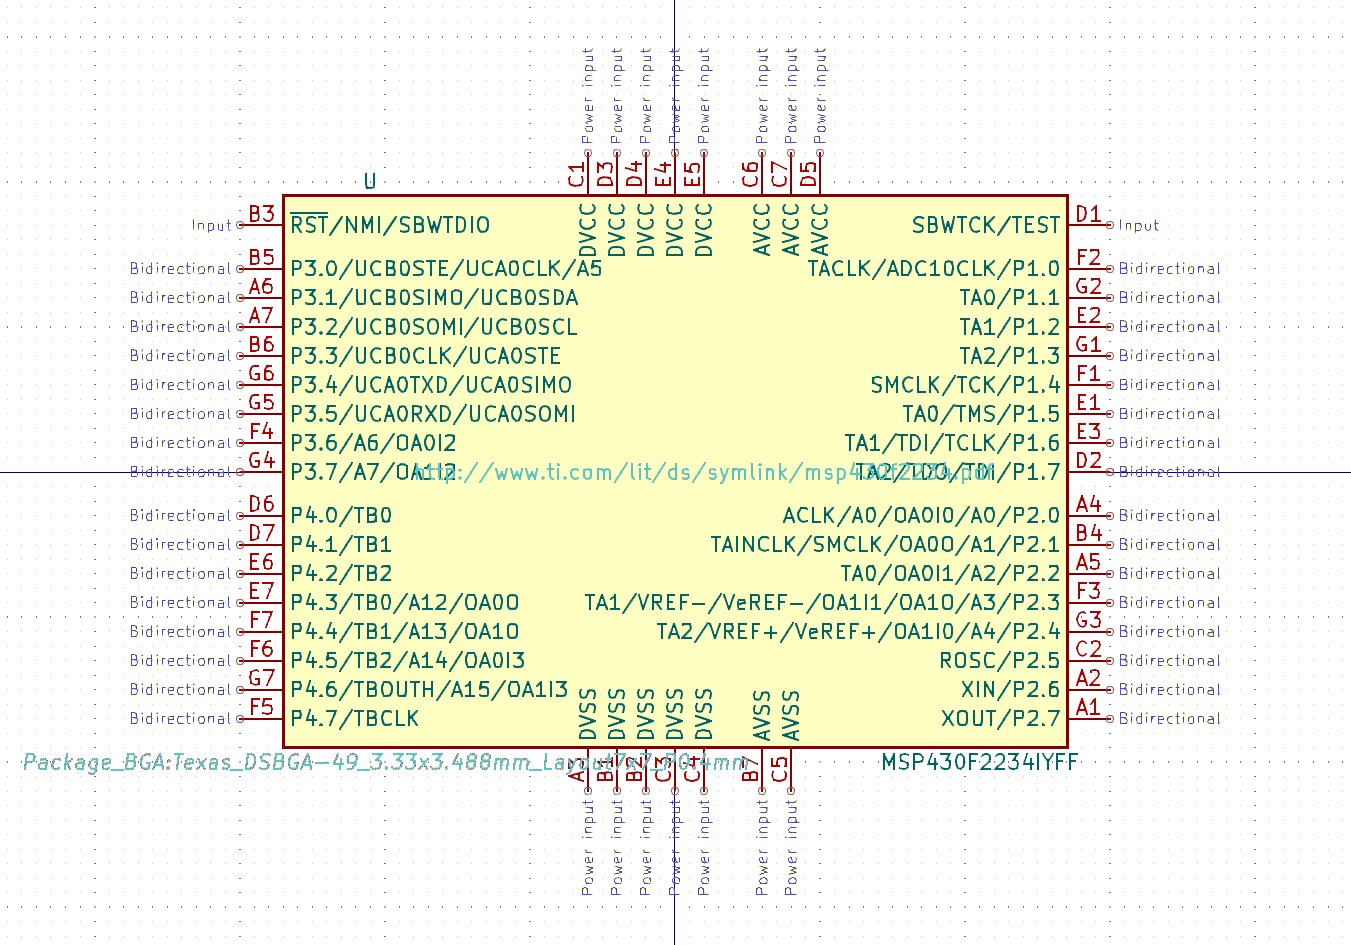 Power input Power input Power input Power input Power input Power input Power input Power input
C1 D3 D4 E4 E5 C6 C7 D5
U
DVCC DVCC DVCC DVCC DVCC AVCC AVCC AVCC
Input B3 RST/NMI/SBWTDIO SBWTCK/TEST D1 Input
Bidirectional B5 P3.0/UCB0STE/UCA0CLK/A5 TACLK/ADC10CLK/P1.0 F2 Bidirectional
Bidirectional A6 P3.1/UCB0SIMO/UCB0SDA TA0/P1.1 G2 Bidirectional
Bidirectional A7 P3.2/UCB0SOMI/UCB0SCL TA1/P1.2 E2 Bidirectional
Bidirectional B6 P3.3/UCB0CLK/UCA0STE TA2/P1.3 G1 Bidirectional
Bidirectional G6 P3.4/UCA0TXD/UCA0SIMO SMCLK/TCK/P1.4 F1 Bidirectional
Bidirectional G5 P3.5/UCA0RXD/UCA0SOMI TA0/TMS/P1.5 E1 Bidirectional
Bidirectional F4 P3.6/A6/OA0I2 TA1/TDI/TCLK/P1.6 E3 Bidirectional
Bidirectional G4 P3.7/A7/OA1I2 http://www.ti.com/lit/ds/symlink/msp430f2234.pdf TA2/TDO/TDI/P1.7 D2 Bidirectional
Bidirectional D6 P4.0/TB0 ACLK/A0/OA0I0/A0/P2.0 A4 Bidirectional
Bidirectional D7 P4.1/TB1 TAINCLK/SMCLK/OA0O/A1/P2.1 B4 Bidirectional
Bidirectional E6 P4.2/TB2 TA0/OA0I1/A2/P2.2 A5 Bidirectional
Bidirectional E7 P4.3/TB0/A12/OA0O TA1/VREF-/VeREF-/OA1I1/OA1O/A3/P2.3 F3 Bidirectional
Bidirectional F7 P4.4/TB1/A13/OA1O TA2/VREF+/VeREF+/OA1I0/A4/P2.4 G3 Bidirectional
Bidirectional F6 P4.5/TB2/A14/OA0I3 ROSC/P2.5 C2 Bidirectional
Bidirectional G7 P4.6/TBOUTH/A15/OA1I3 XIN/P2.6 A2 Bidirectional
Bidirectional F5 P4.7/TBCLK XOUT/P2.7 A1 Bidirectional
DVSS DVSS DVSS DVSS DVSS AVSS AVSS
Package_BGA:Texas_DSBGA-49_3.33x3.488mm_Layout7x7_P0.4mm MSP430F2234IYFF
A3 B1 B2 C3 C4 B7 C5
Power input Power input Power input Power input Power input Power input Power input